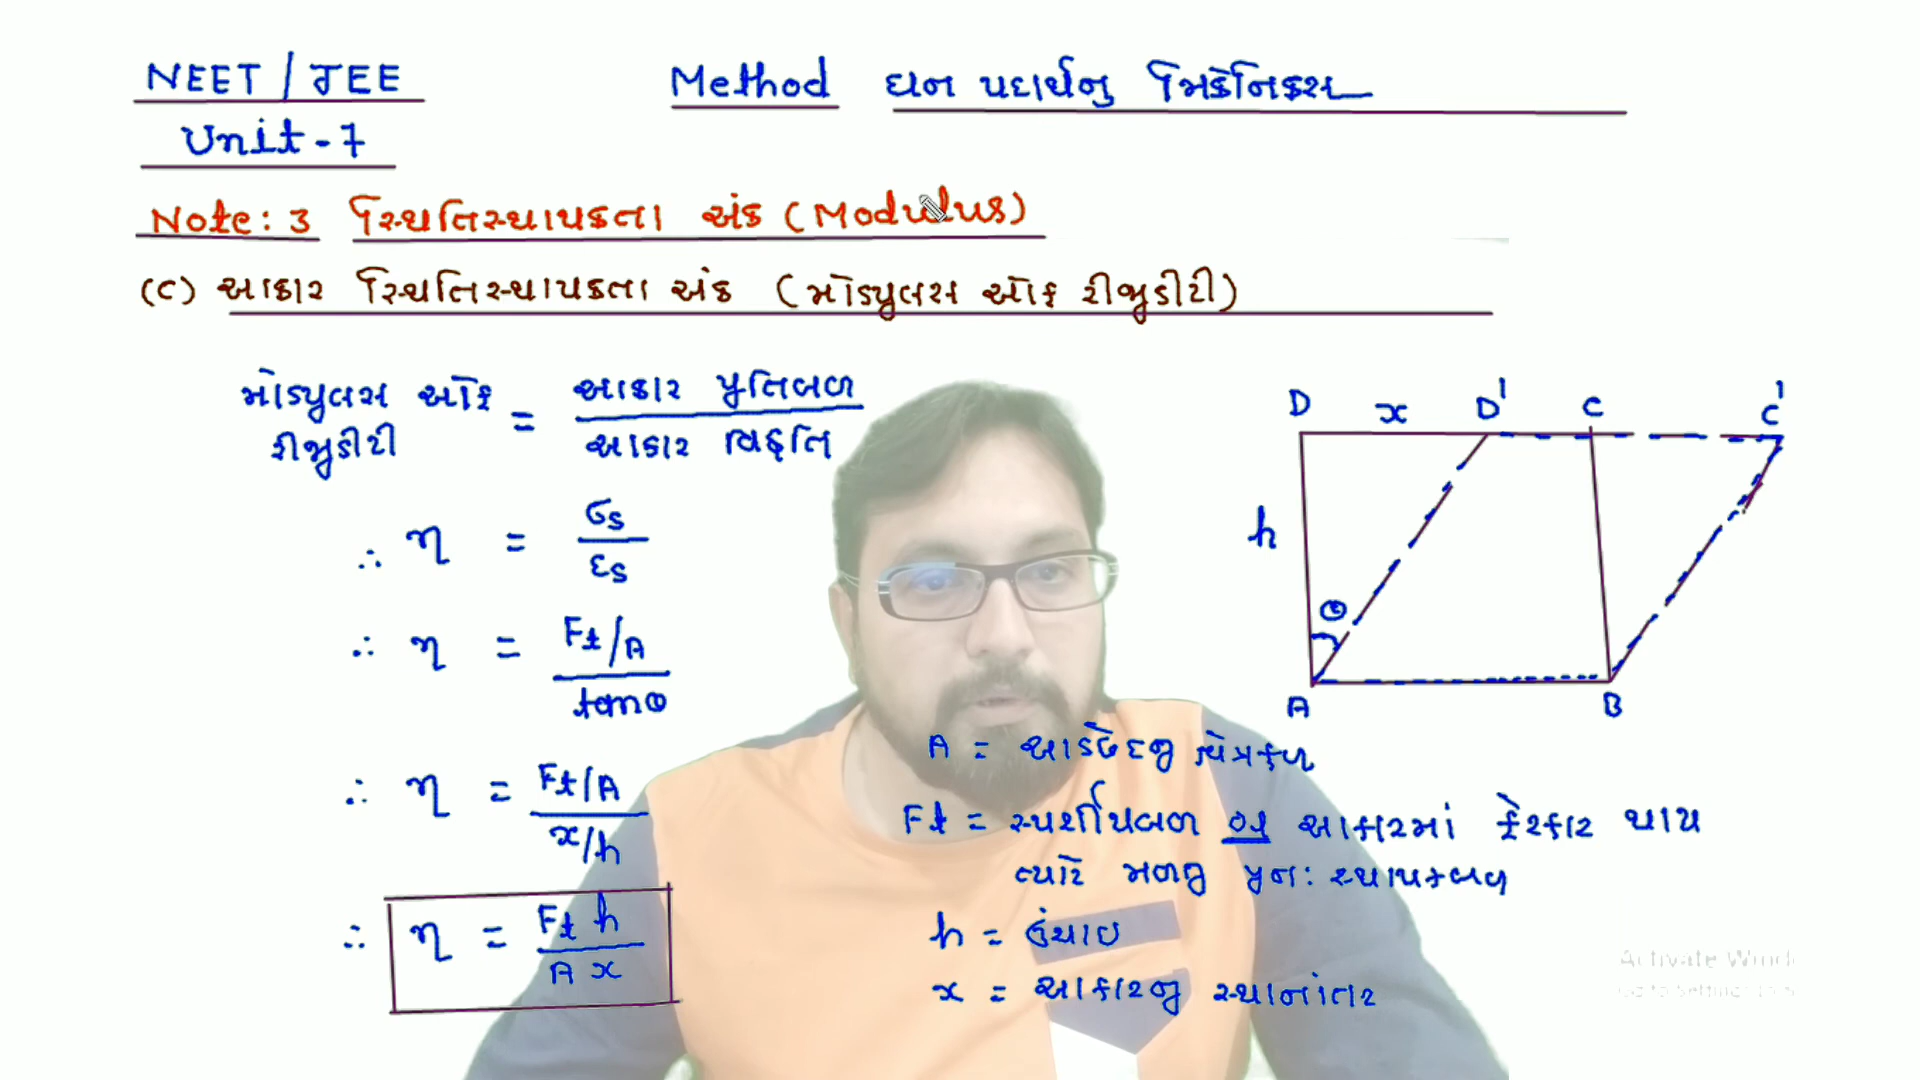 NEET / JEE
Method ઘન પદાર્થનુ મિકેનિકસ
Unit - 7
Note: 3 સ્થિતિસ્થાપકતા અંક (Modulus)
(C) આકાર સ્થિતિસ્થાપકતા અંક (મોડ્યુલસ ઓફ રીજીડીટી)
મોડ્યુલસ ઓફ રીજીડીટી = આકાર પ્રતિબળ / આકાર વિકૃતિ
∴ η = σs / εs
∴ η = Ft/A / tanθ
∴ η = Ft/A / x/h
∴ η = Ft h / A x
D x D' C C'
h
θ
A B
A = આડછેદનુ ક્ષેત્રફળ
Ft = સ્પર્શીયબળ or આકારમાં ફેરફાર થાય
ત્યારે મળતુ પુન: સ્થાપકબળ
h = ઉંચાઇ
x = આકારનુ સ્થાનાંતર